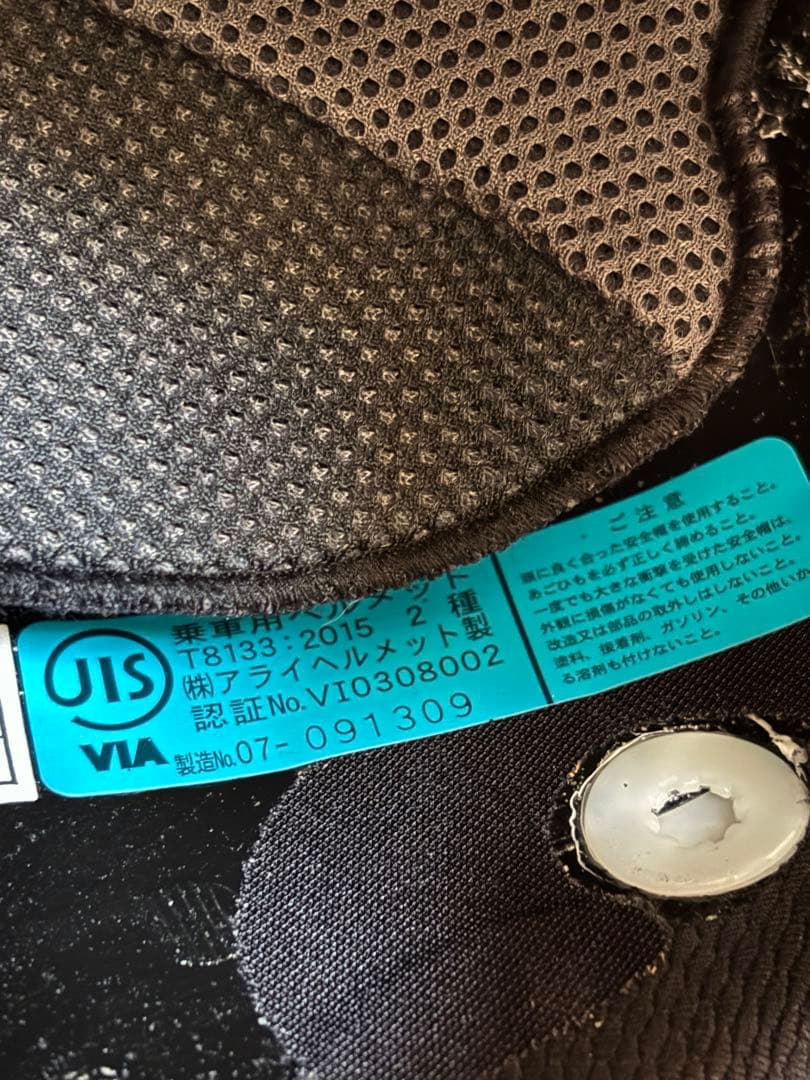 JIS
VIA
乗車用ヘルメット
T8133:2015 2種
(株)アライヘルメット製
認証No.VI0308002
製造No.07-091309
ご注意
頭に良く合った安全帽を使用すること。
あごひもを必ず正しく締めること。
一度でも大きな衝撃を受けた安全帽は、
外観に損傷がなくても使用しないこと。
改造又は部品の取外しはしないこと。
塗料、接着剤、ガソリン、その他いか
る溶剤も付けないこと。